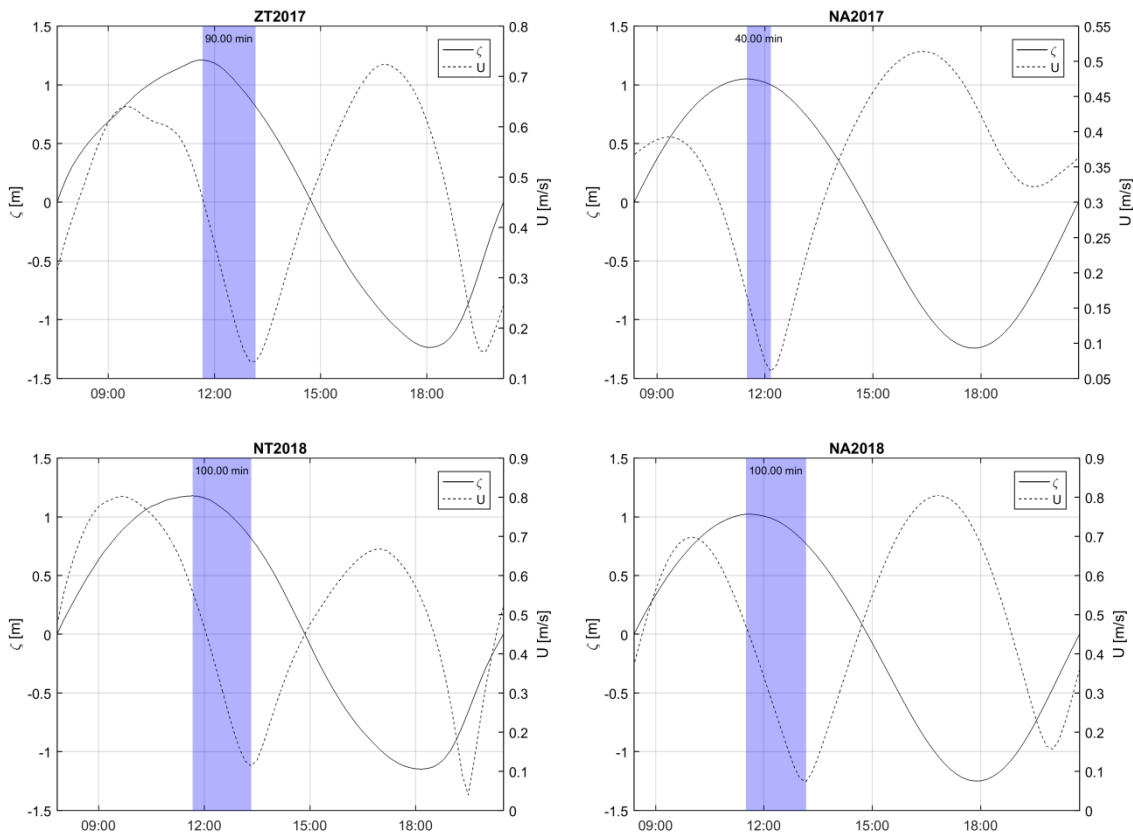 ZT2017
1.5
1
0.5
0
-0.5
-1
-1.5
ζ [m]
90.00 min
ζ
U
0.8
0.7
0.6
0.5
0.4
0.3
0.2
0.1
U [m/s]
09:00 12:00 15:00 18:00
NA2017
1.5
1
0.5
0
-0.5
-1
-1.5
ζ [m]
40.00 min
ζ
U
0.55
0.5
0.45
0.4
0.35
0.3
0.25
0.2
0.15
0.1
0.05
U [m/s]
09:00 12:00 15:00 18:00
NT2018
1.5
1
0.5
0
-0.5
-1
-1.5
ζ [m]
100.00 min
ζ
U
0.9
0.8
0.7
0.6
0.5
0.4
0.3
0.2
0.1
0
U [m/s]
09:00 12:00 15:00 18:00
NA2018
1.5
1
0.5
0
-0.5
-1
-1.5
ζ [m]
100.00 min
ζ
U
0.9
0.8
0.7
0.6
0.5
0.4
0.3
0.2
0.1
0
U [m/s]
09:00 12:00 15:00 18:00